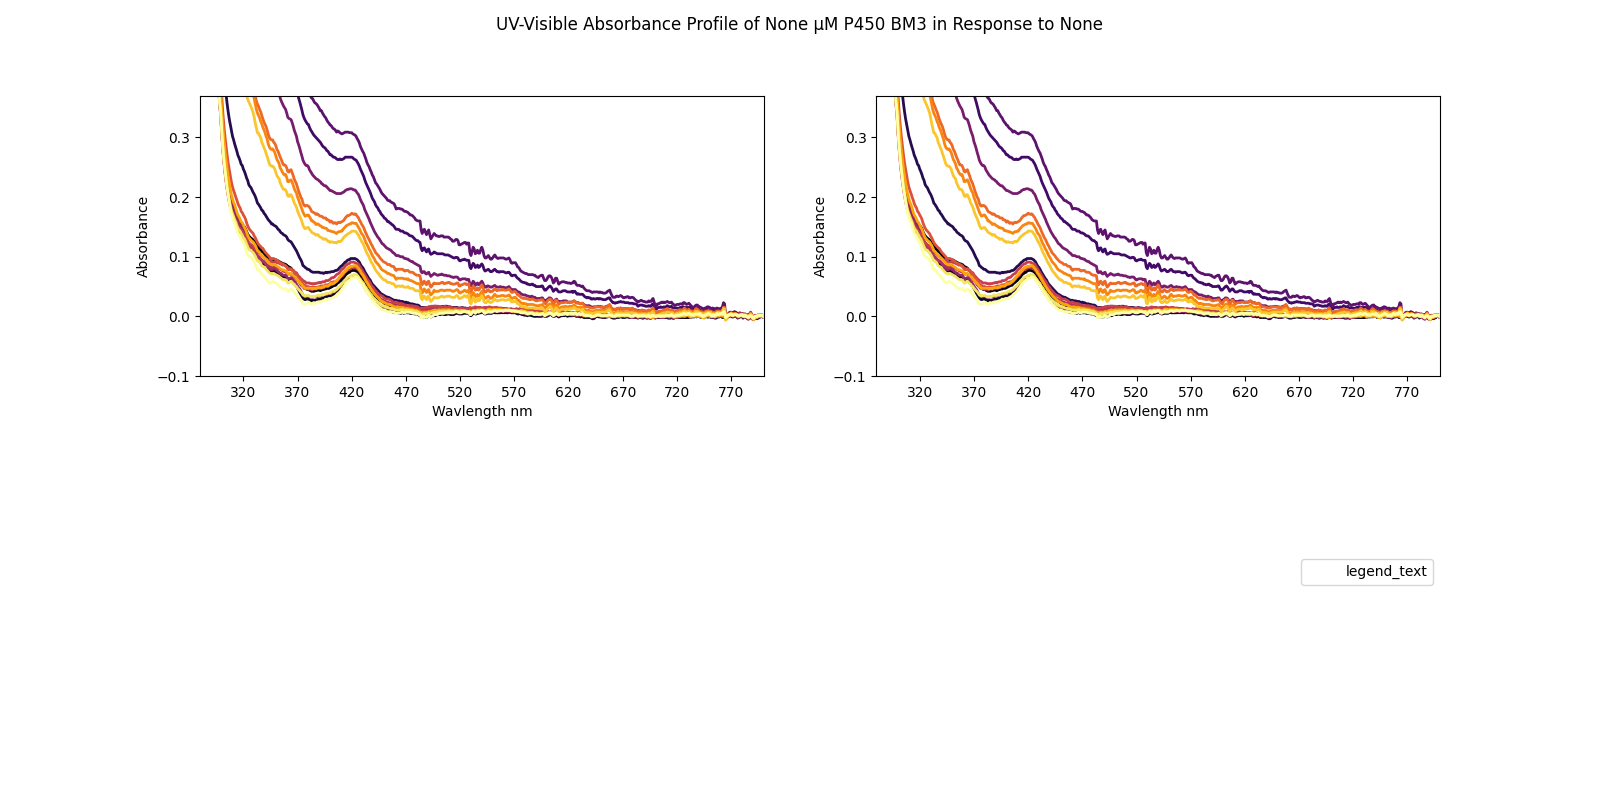 UV-Visible Absorbance Profile of None μM P450 BM3 in Response to None
0.3
0.2
0.1
0.0
−0.1
Absorbance
320 370 420 470 520 570 620 670 720 770
Wavlength nm
0.3
0.2
0.1
0.0
−0.1
Absorbance
320 370 420 470 520 570 620 670 720 770
Wavlength nm
legend_text